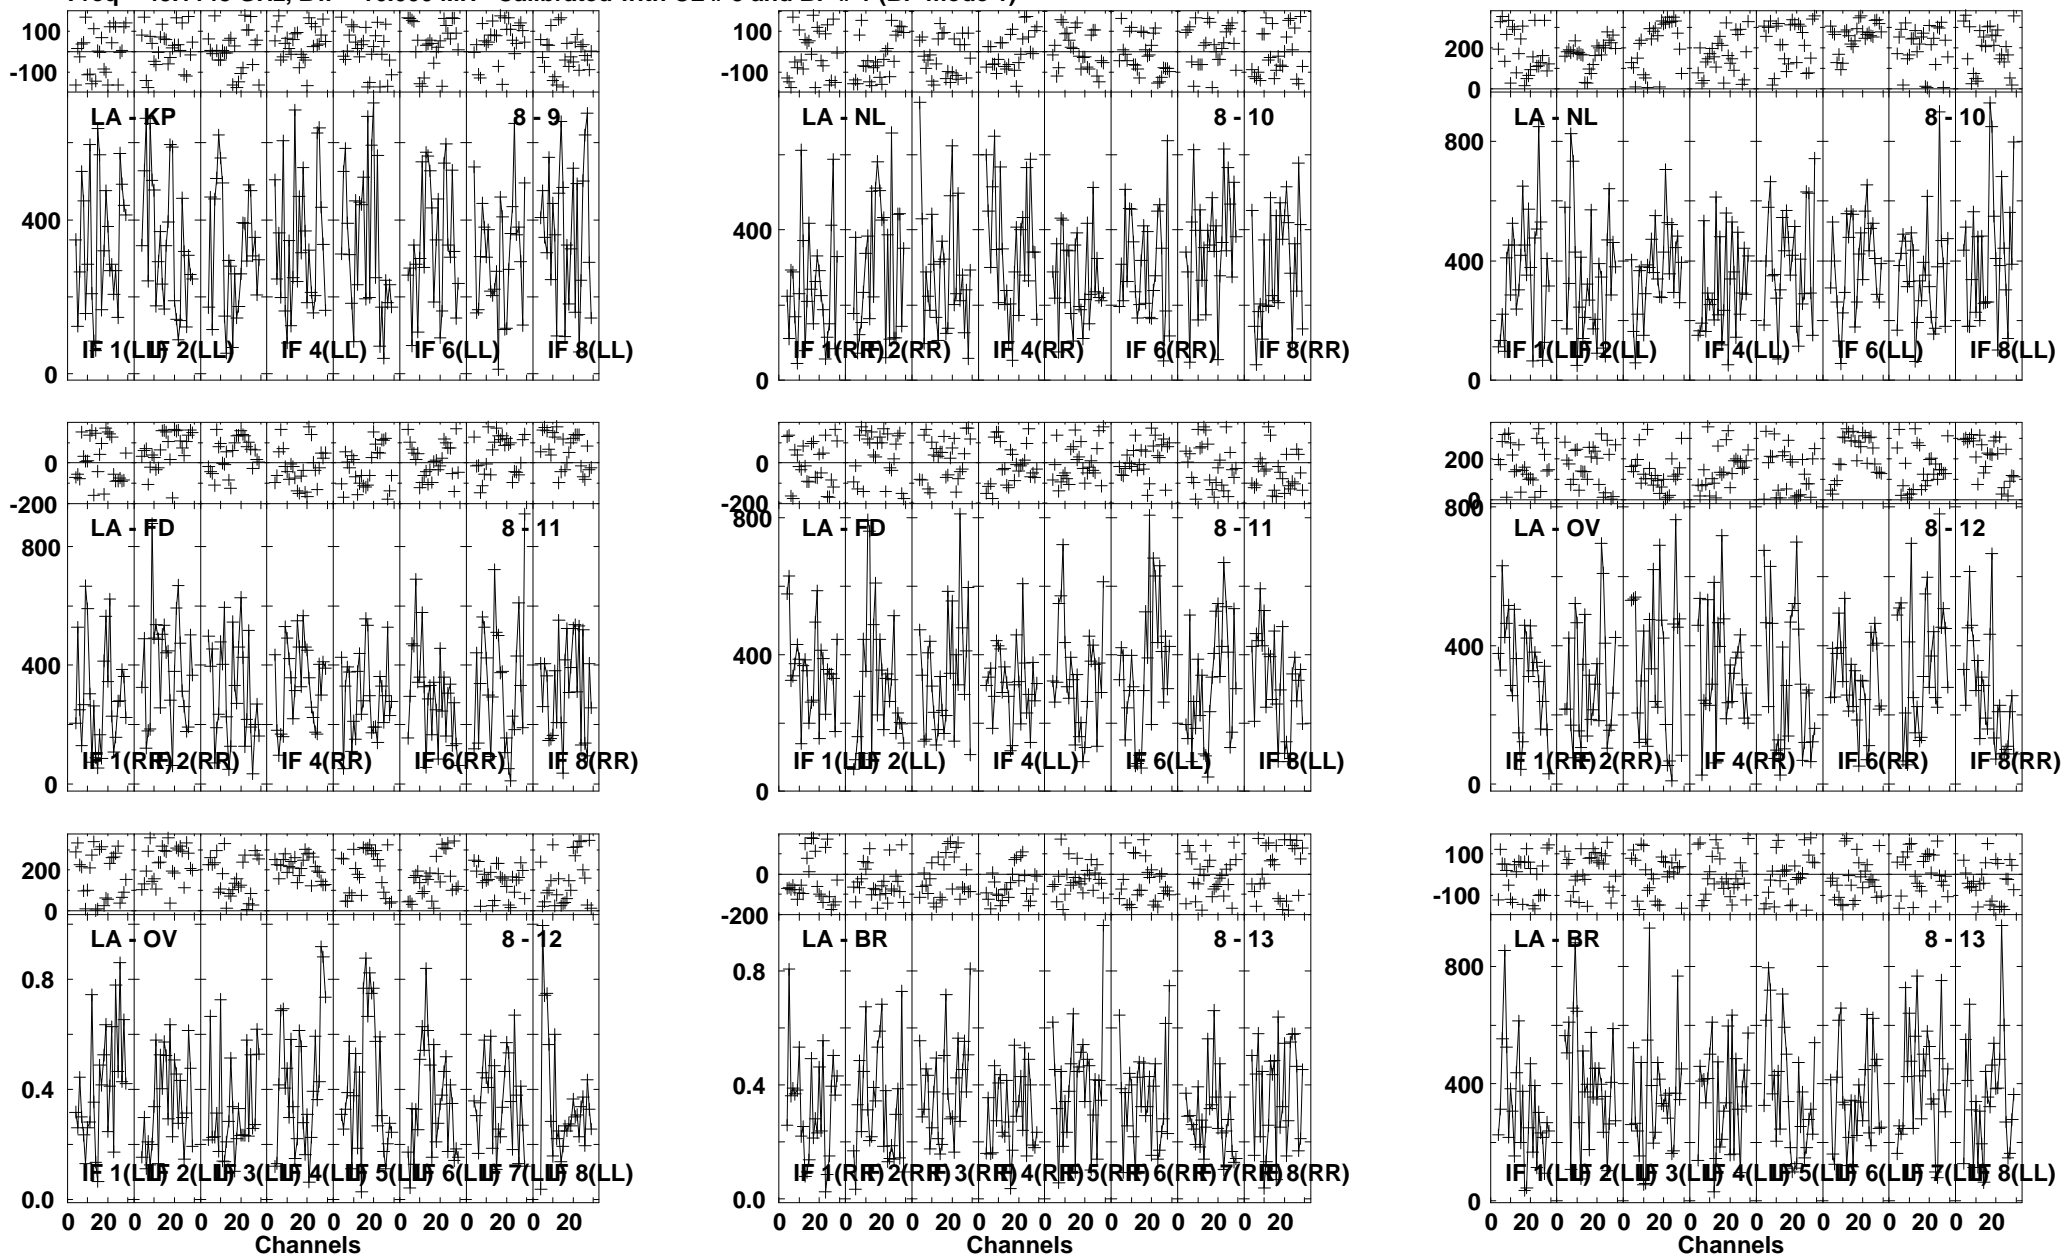 100
-100
LA - KP 8 - 9
400
0
IF 1(LL) IF 2(LL) IF 4(LL) IF 6(LL) IF 8(LL)
100
-100
LA - NL 8 - 10
400
0
IF 1(RR) IF 2(RR) IF 4(RR) IF 6(RR) IF 8(RR)
200
0
LA - NL 8 - 10
800
400
0
IF 1(LL) IF 2(LL) IF 4(LL) IF 6(LL) IF 8(LL)
0
-200
LA - FD 8 - 11
800
400
0
IF 1(RR) IF 2(RR) IF 4(RR) IF 6(RR) IF 8(RR)
0
-200
800
LA - FD 8 - 11
400
0
IF 1(LL) IF 2(LL) IF 4(LL) IF 6(LL) IF 8(LL)
200
0
800
LA - OV 8 - 12
400
0
IF 1(RR) IF 2(RR) IF 4(RR) IF 6(RR) IF 8(RR)
200
0
LA - OV 8 - 12
0.8
0.4
0.0
IF 1(LL) IF 2(LL) IF 3(LL) IF 4(LL) IF 5(LL) IF 6(LL) IF 7(LL) IF 8(LL)
0 20 0 20 0 20 0 20 0 20 0 20 0 20 0 20
Channels
0
-200
LA - BR 8 - 13
0.8
0.4
0.0
IF 1(RR) IF 2(RR) IF 3(RR) IF 4(RR) IF 5(RR) IF 6(RR) IF 7(RR) IF 8(RR)
0 20 0 20 0 20 0 20 0 20 0 20 0 20 0 20
100
-100
LA - BR 8 - 13
800
400
0
IF 1(LL) IF 2(LL) IF 3(LL) IF 4(LL) IF 5(LL) IF 6(LL) IF 7(LL) IF 8(LL)
0 20 0 20 0 20 0 20 0 20 0 20 0 20 0 20
Channels